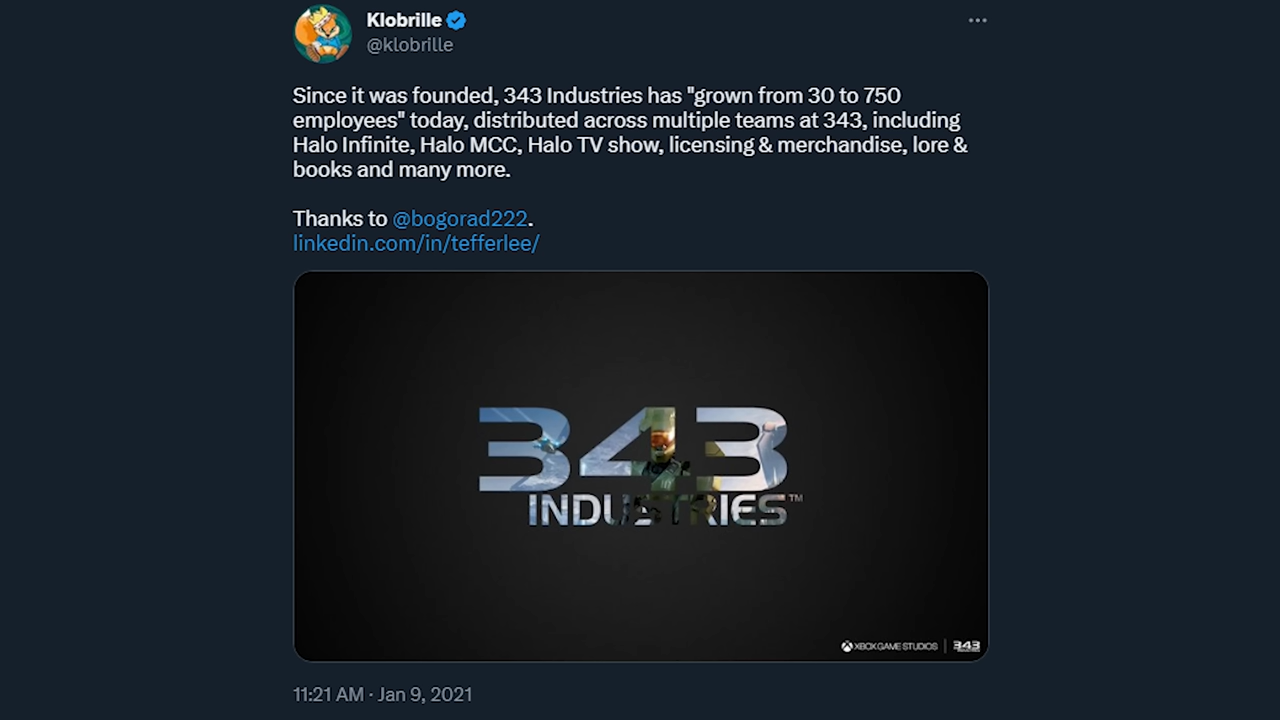 Klobrille
@klobrille
Since it was founded, 343 Industries has "grown from 30 to 750
employees" today, distributed across multiple teams at 343, including
Halo Infinite, Halo MCC, Halo TV show, licensing & merchandise, lore &
books and many more.
Thanks to @bogorad222.
linkedin.com/in/tefferlee/
343
INDUSTRIES™
XBOX GAME STUDIOS | 343
11:21 AM · Jan 9, 2021